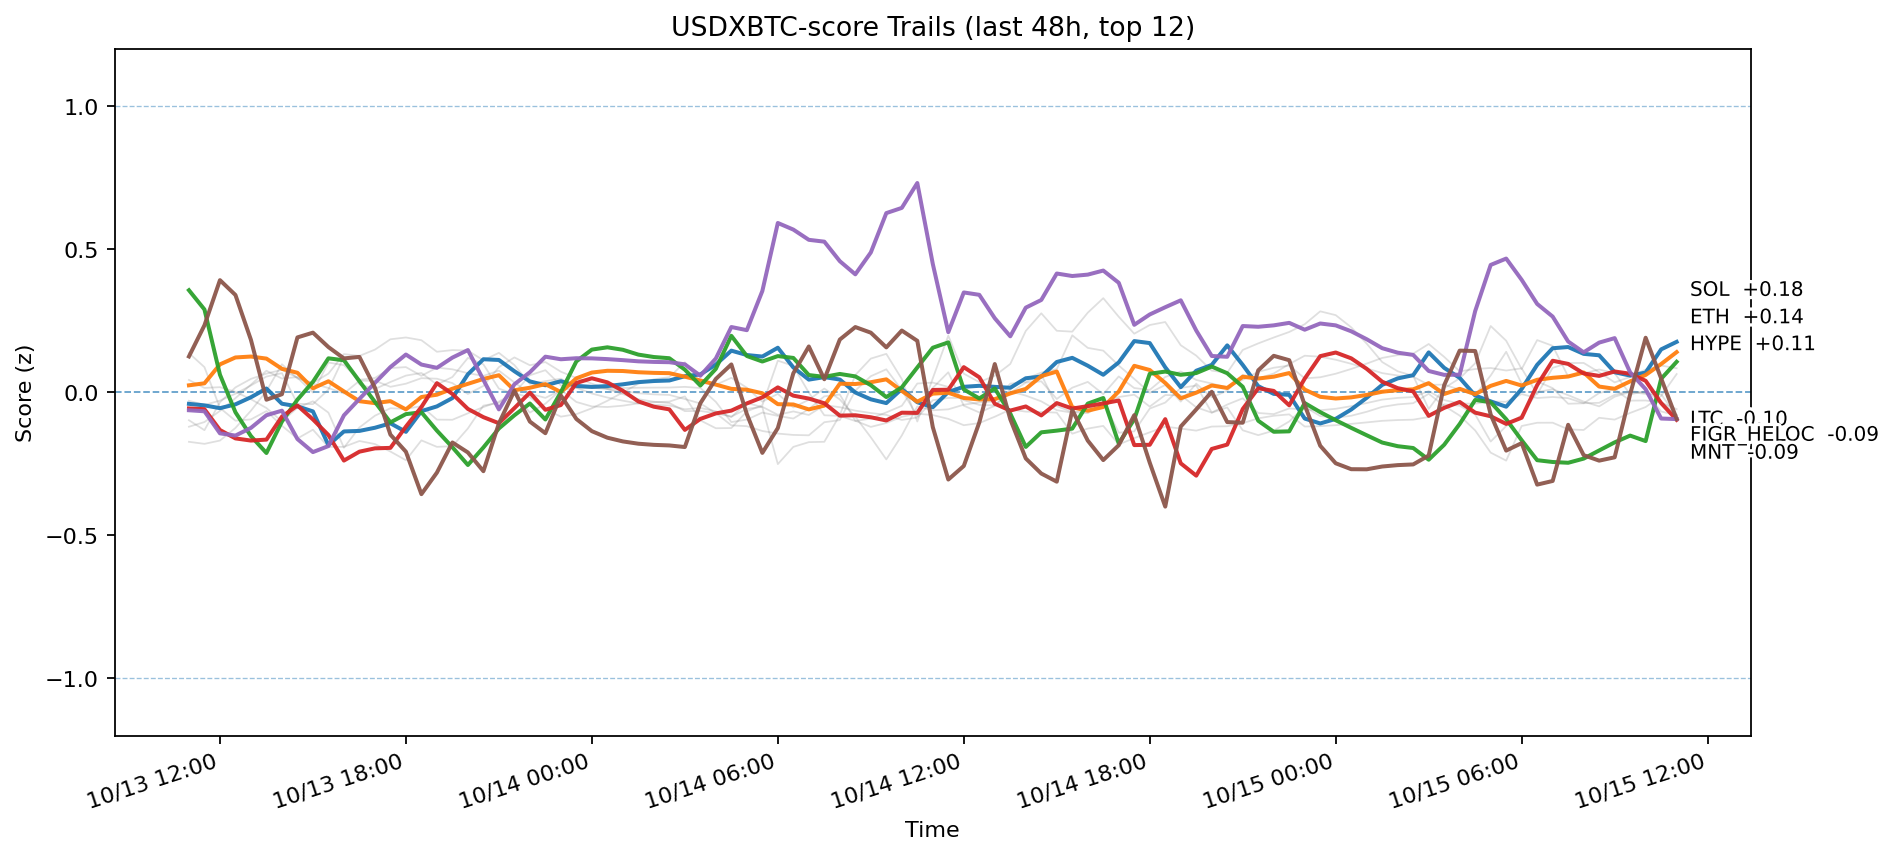 USDXBTC-score Trails (last 48h, top 12)
Score (z)
1.0
0.5
0.0
−0.5
−1.0
SOL +0.18
ETH +0.14
HYPE +0.11
LTC -0.10
FIGR_HELOC -0.09
MNT -0.09
10/13 12:00
10/13 18:00
10/14 00:00
10/14 06:00
10/14 12:00
10/14 18:00
10/15 00:00
10/15 06:00
10/15 12:00
Time